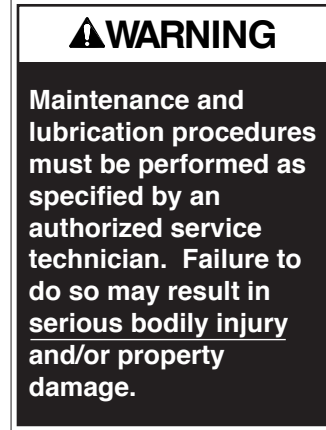 WARNING
Maintenance and
lubrication procedures
must be performed as
specified by an
authorized service
technician.  Failure to
do so may result in
serious bodily injury
and/or property
damage.